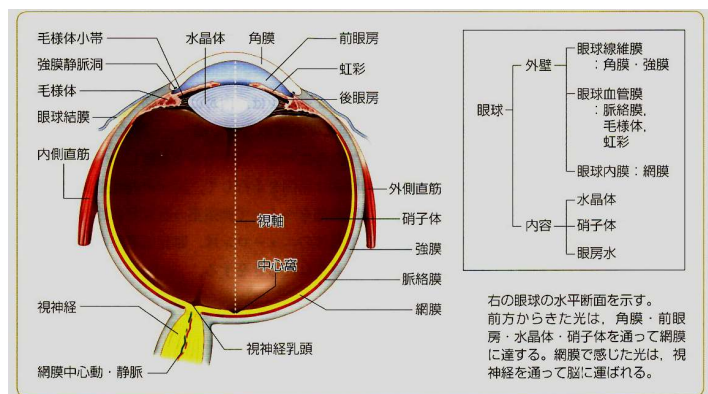 毛様体小帯
強膜静脈洞
毛様体
眼球結膜
内側直筋
視神経
網膜中心動・静脈
水晶体
角膜
前眼房
虹彩
後眼房
外側直筋
硝子体
強膜
脈絡膜
網膜
視軸
中心窩
視神経乳頭
眼球
外壁
眼球線維膜
：角膜・強膜
眼球血管膜
：脈絡膜，
毛様体，
虹彩
眼球内膜：網膜
内容
水晶体
硝子体
眼房水
右の眼球の水平断面を示す。
前方からきた光は，角膜・前眼
房・水晶体・硝子体を通って網膜
に達する。網膜で感じた光は，視
神経を通って脳に運ばれる。